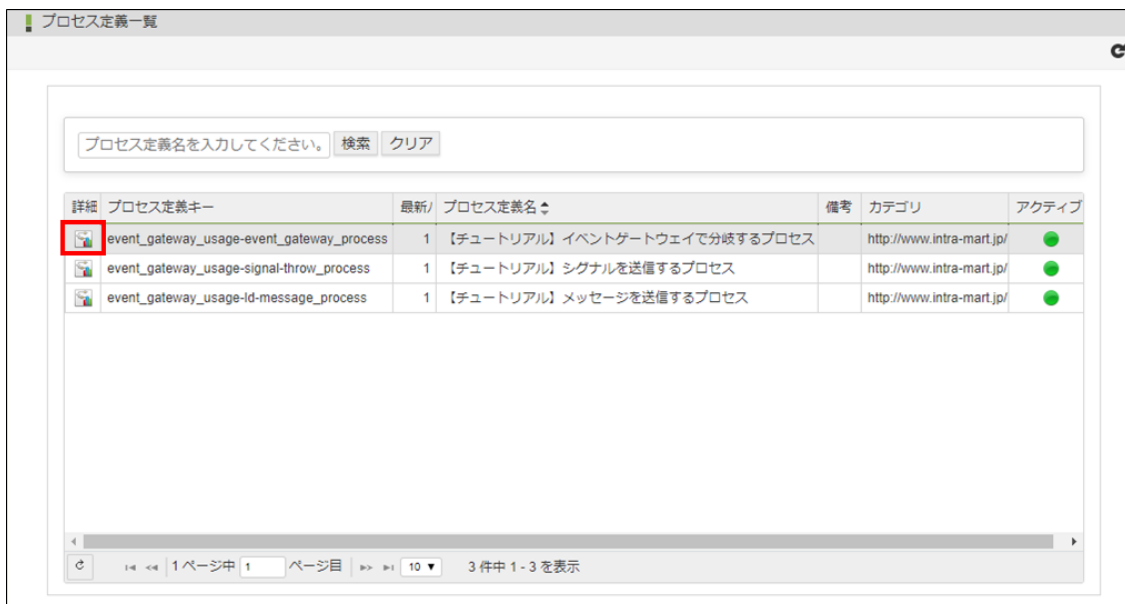 プロセス定義一覧
プロセス定義名を入力してください。 検索 クリア
詳細 プロセス定義キー 最新 プロセス定義名 備考 カテゴリ アクティブ
event_gateway_usage-event_gateway_process 1 【チュートリアル】イベントゲートウェイで分岐するプロセス http://www.intra-mart.jp/
event_gateway_usage-signal-throw_process 1 【チュートリアル】シグナルを送信するプロセス http://www.intra-mart.jp/
event_gateway_usage-ld-message_process 1 【チュートリアル】メッセージを送信するプロセス http://www.intra-mart.jp/
1 ページ中 1 ページ目 10 3 件中 1 - 3 を表示